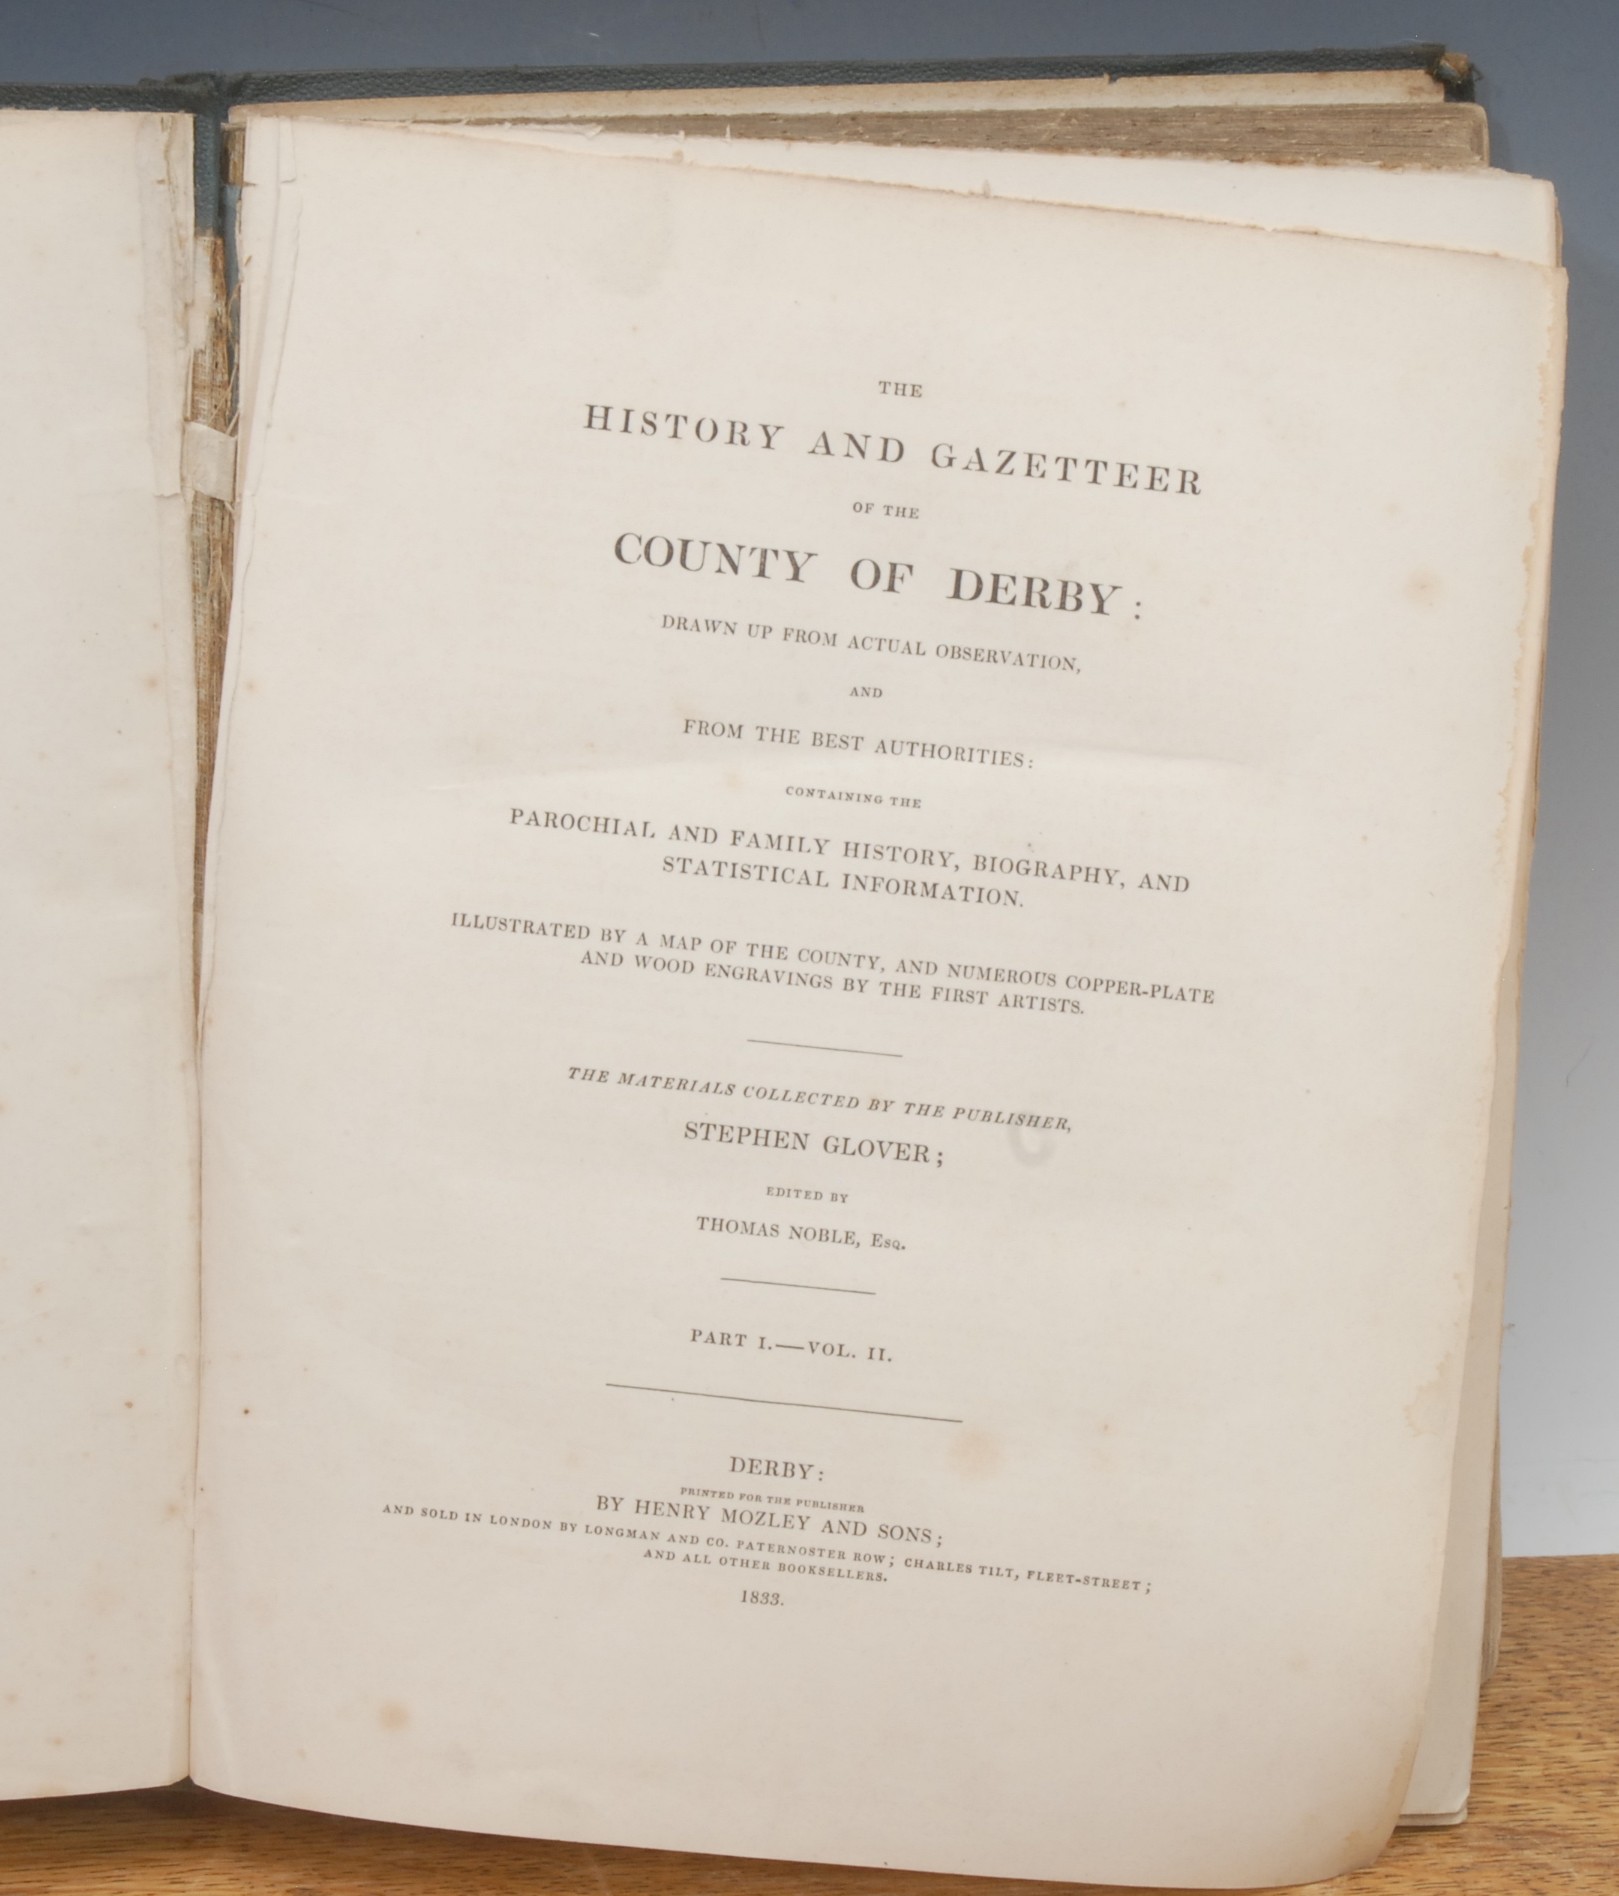 THE
HISTORY AND GAZETTEER
OF THE
COUNTY OF DERBY:
DRAWN UP FROM ACTUAL OBSERVATION,
AND
FROM THE BEST AUTHORITIES:
CONTAINING THE
PAROCHIAL AND FAMILY HISTORY, BIOGRAPHY, AND
STATISTICAL INFORMATION.
ILLUSTRATED BY A MAP OF THE COUNTY, AND NUMEROUS COPPER-PLATE
AND WOOD ENGRAVINGS BY THE FIRST ARTISTS.
THE MATERIALS COLLECTED BY THE PUBLISHER,
STEPHEN GLOVER;
EDITED BY
THOMAS NOBLE, Esq.
PART I.—VOL. II.
DERBY:
PRINTED FOR THE PUBLISHER
BY HENRY MOZLEY AND SONS;
AND SOLD IN LONDON BY LONGMAN AND CO. PATERNOSTER ROW; CHARLES TILT, FLEET-STREET;
AND ALL OTHER BOOKSELLERS.
1833.